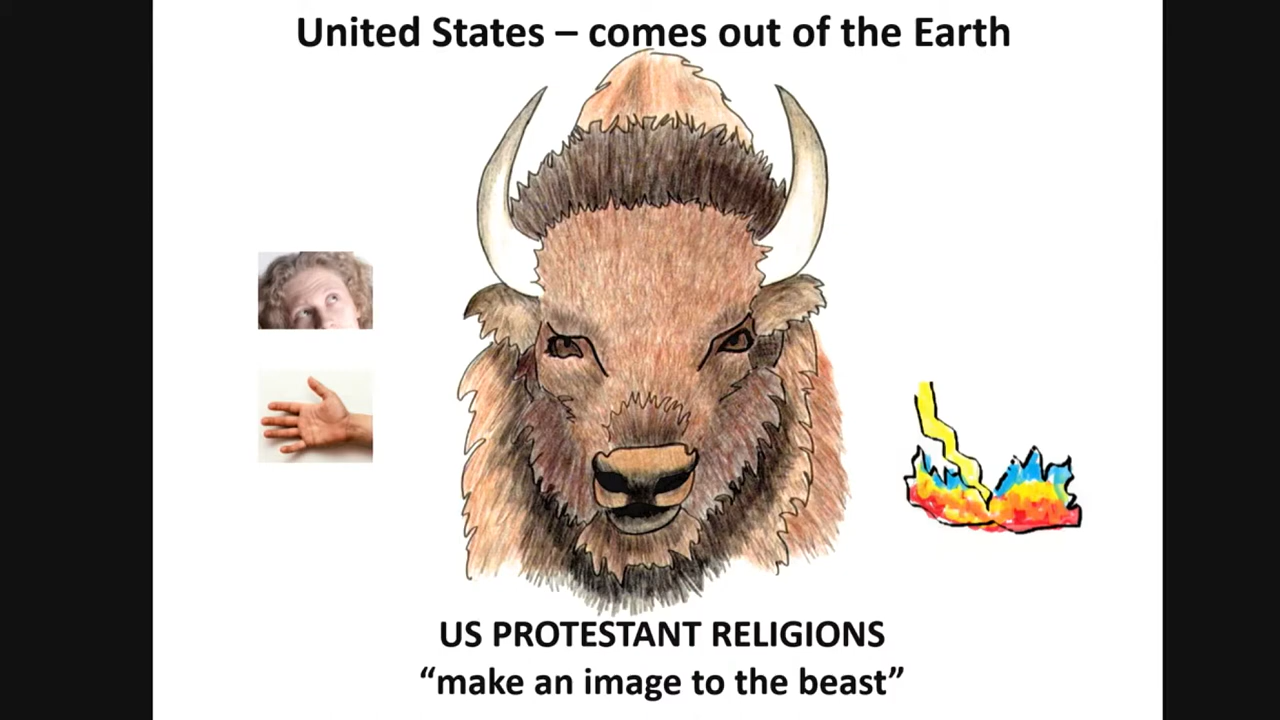 United States – comes out of the Earth
US PROTESTANT RELIGIONS
“make an image to the beast”